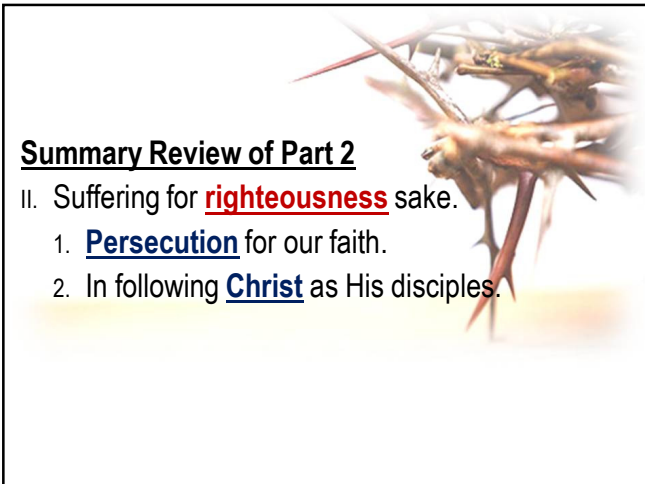 Summary Review of Part 2
II. Suffering for righteousness sake.
1. Persecution for our faith.
2. In following Christ as His disciples.